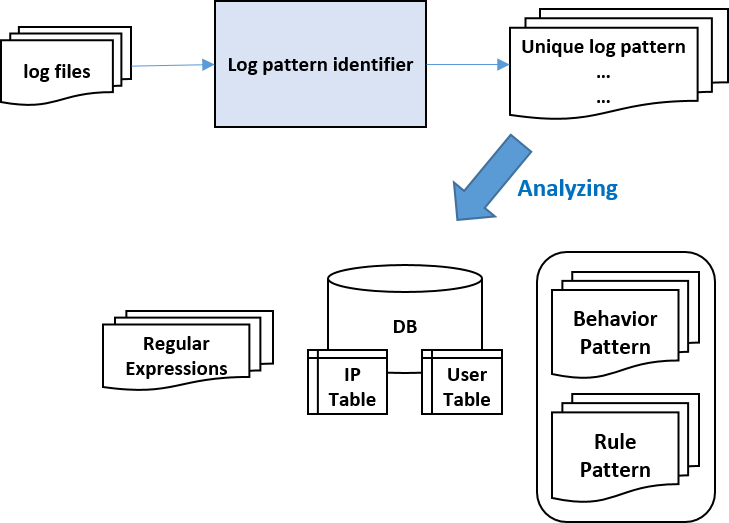 log files
Log pattern identifier
Unique log pattern
...
...
Analyzing
Regular
Expressions
DB
IP
Table
User
Table
Behavior
Pattern
Rule
Pattern